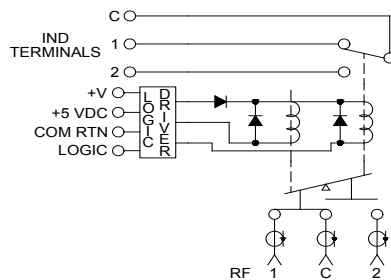 C
IND
TERMINALS
1
2
+V
+5 VDC
COM RTN
LOGIC
LOGIC
DRIVER
RF 1 C 2